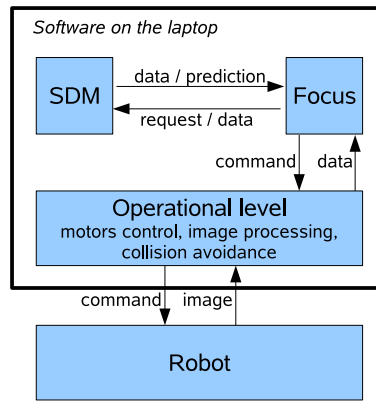 Software on the laptop
data / prediction
SDM
Focus
request / data
command
data
Operational level
motors control, image processing,
collision avoidance
command
image
Robot